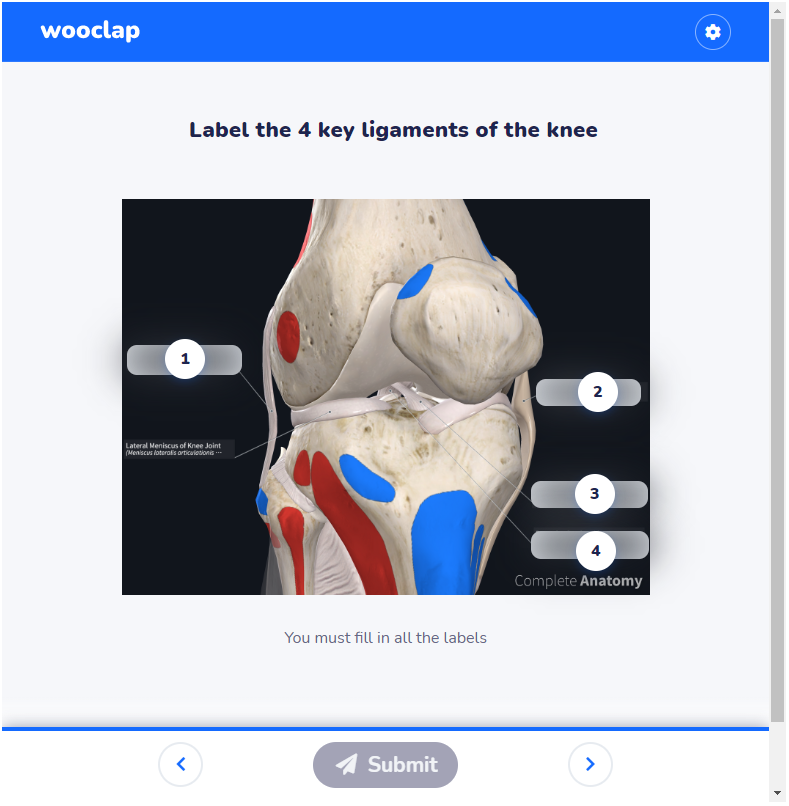 wooclap
Label the 4 key ligaments of the knee
1
2
Lateral Meniscus of Knee Joint
(Meniscus lateralis articulationis ···
3
4
Complete Anatomy
You must fill in all the labels
Submit